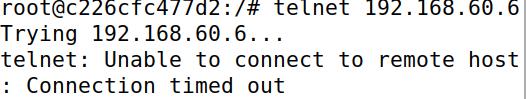 root@c226cfc477d2:/# telnet 192.168.60.6
Trying 192.168.60.6...
telnet: Unable to connect to remote host
: Connection timed out